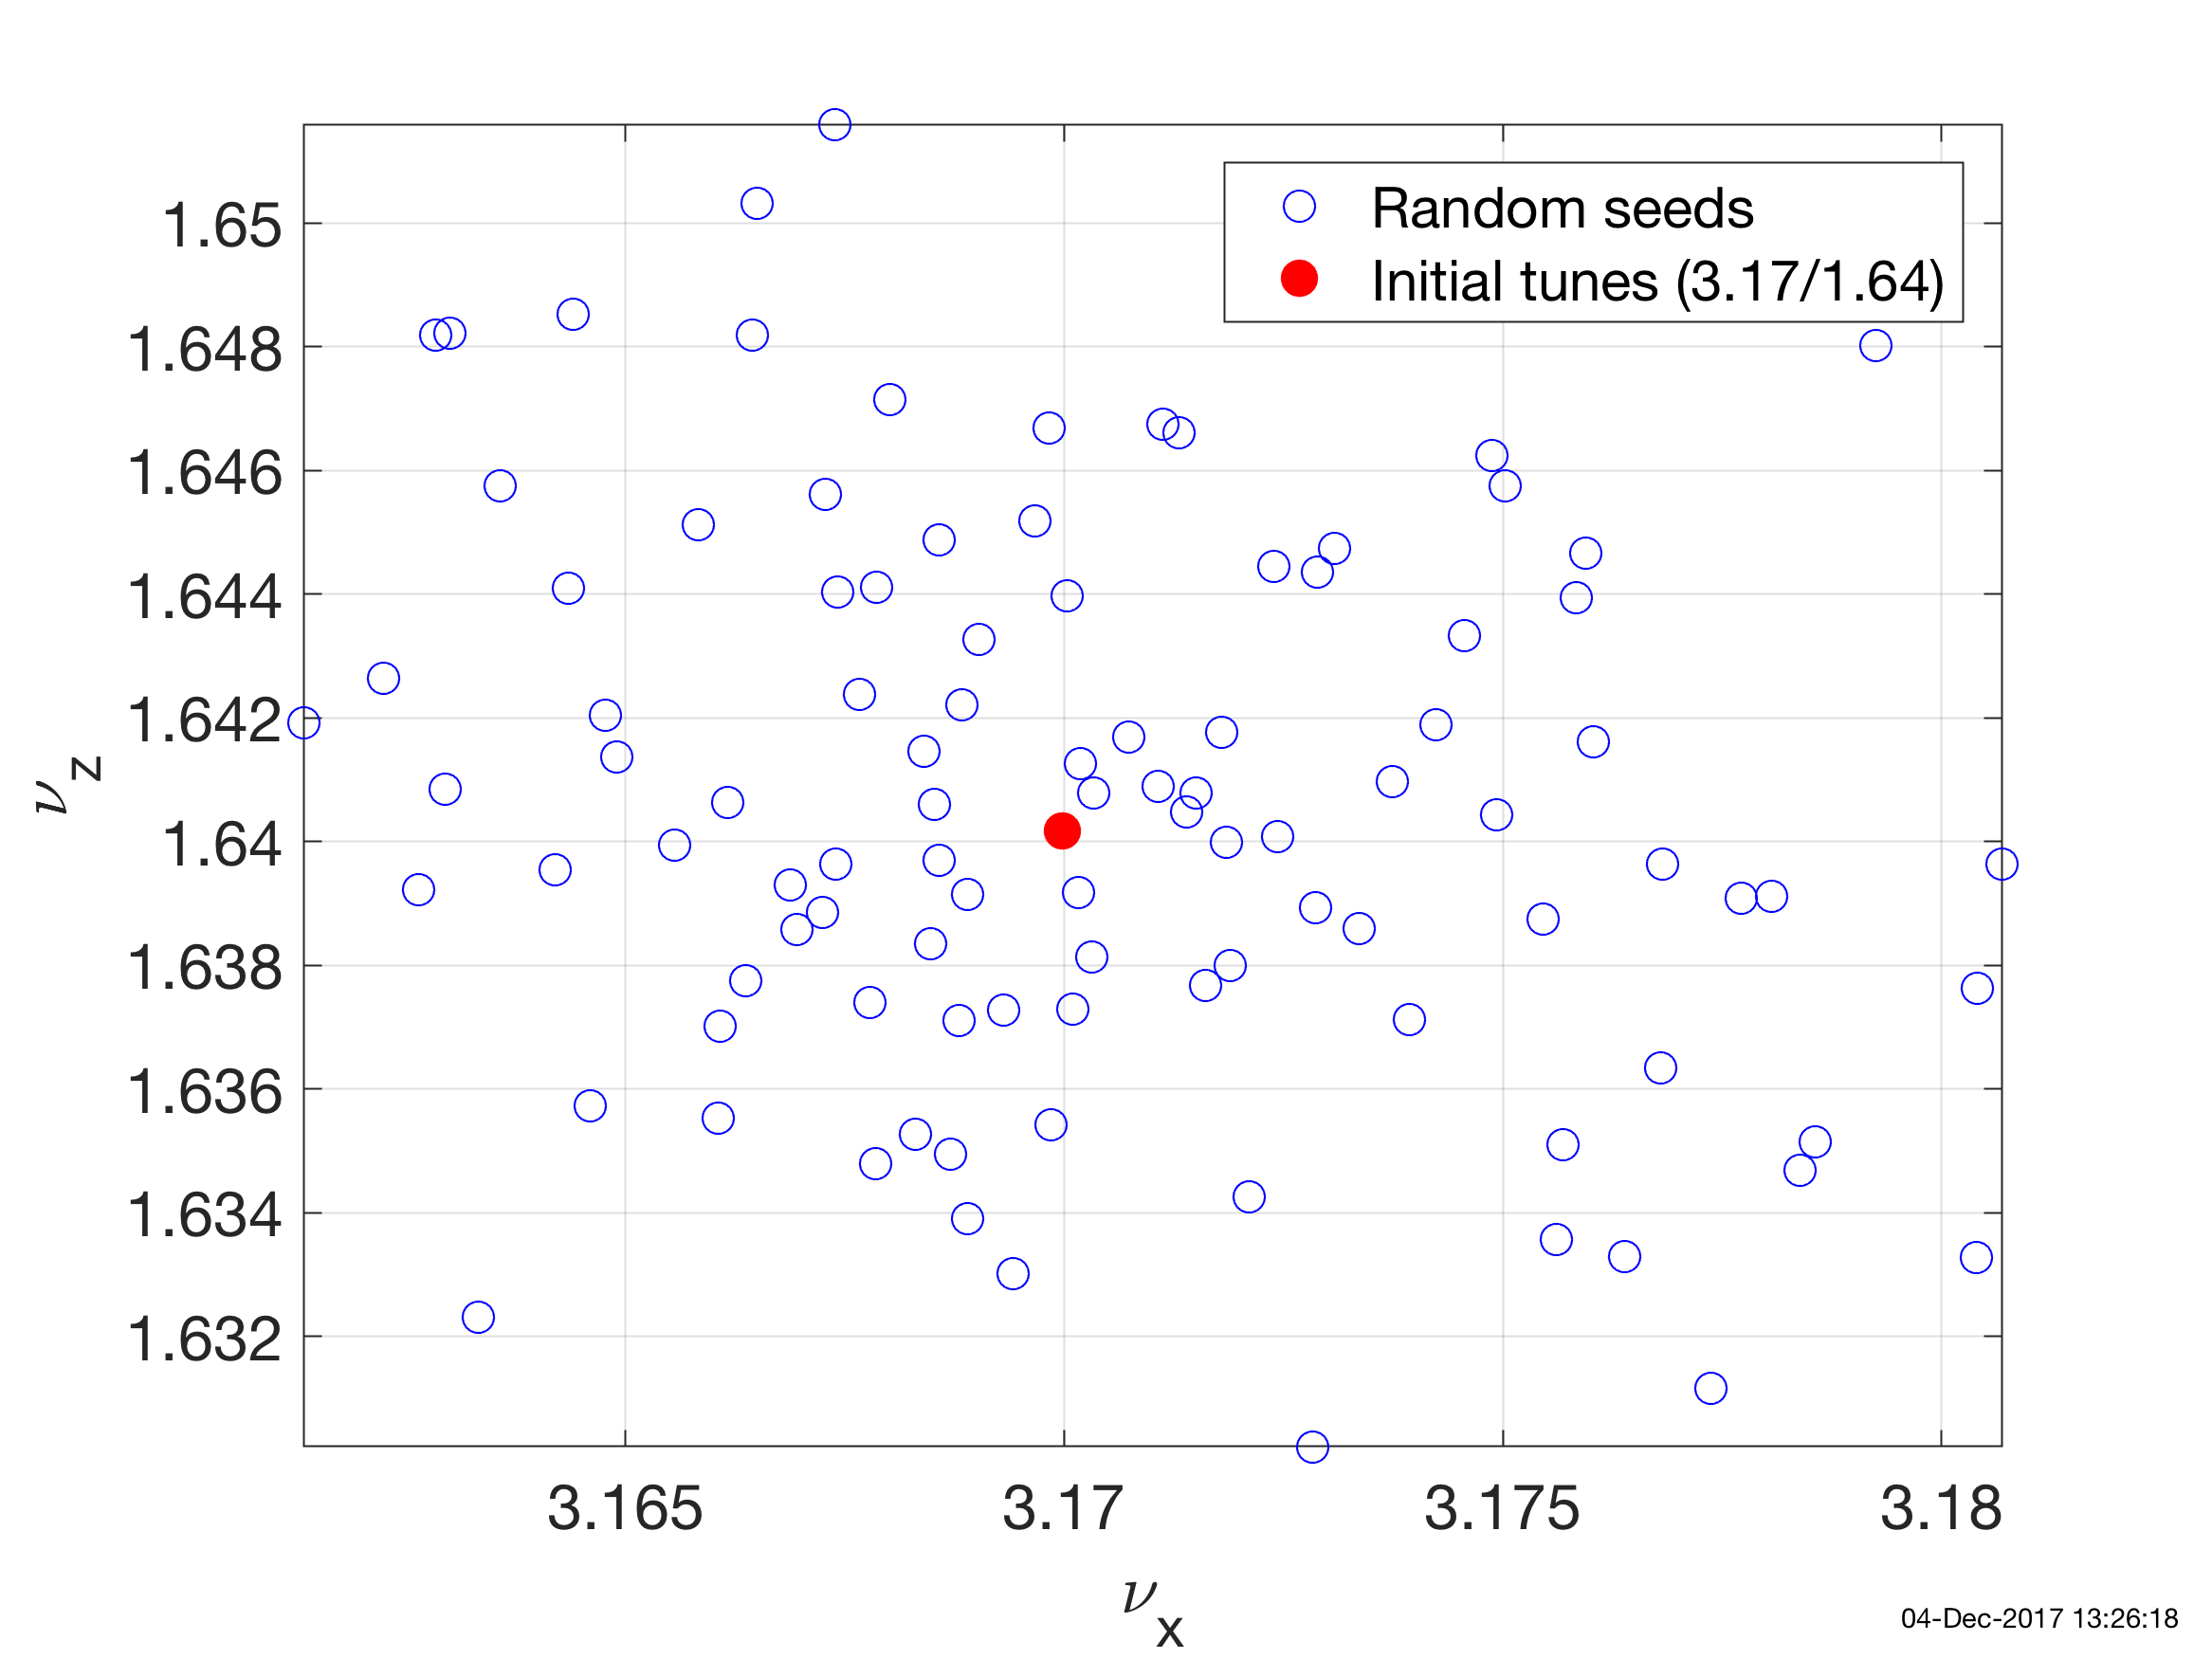 Random seeds
Initial tunes (3.17/1.64)
1.65
1.648
1.646
1.644
1.642
1.64
1.638
1.636
1.634
1.632
ν_z
3.165
3.17
3.175
3.18
ν_x
04-Dec-2017 13:26:18